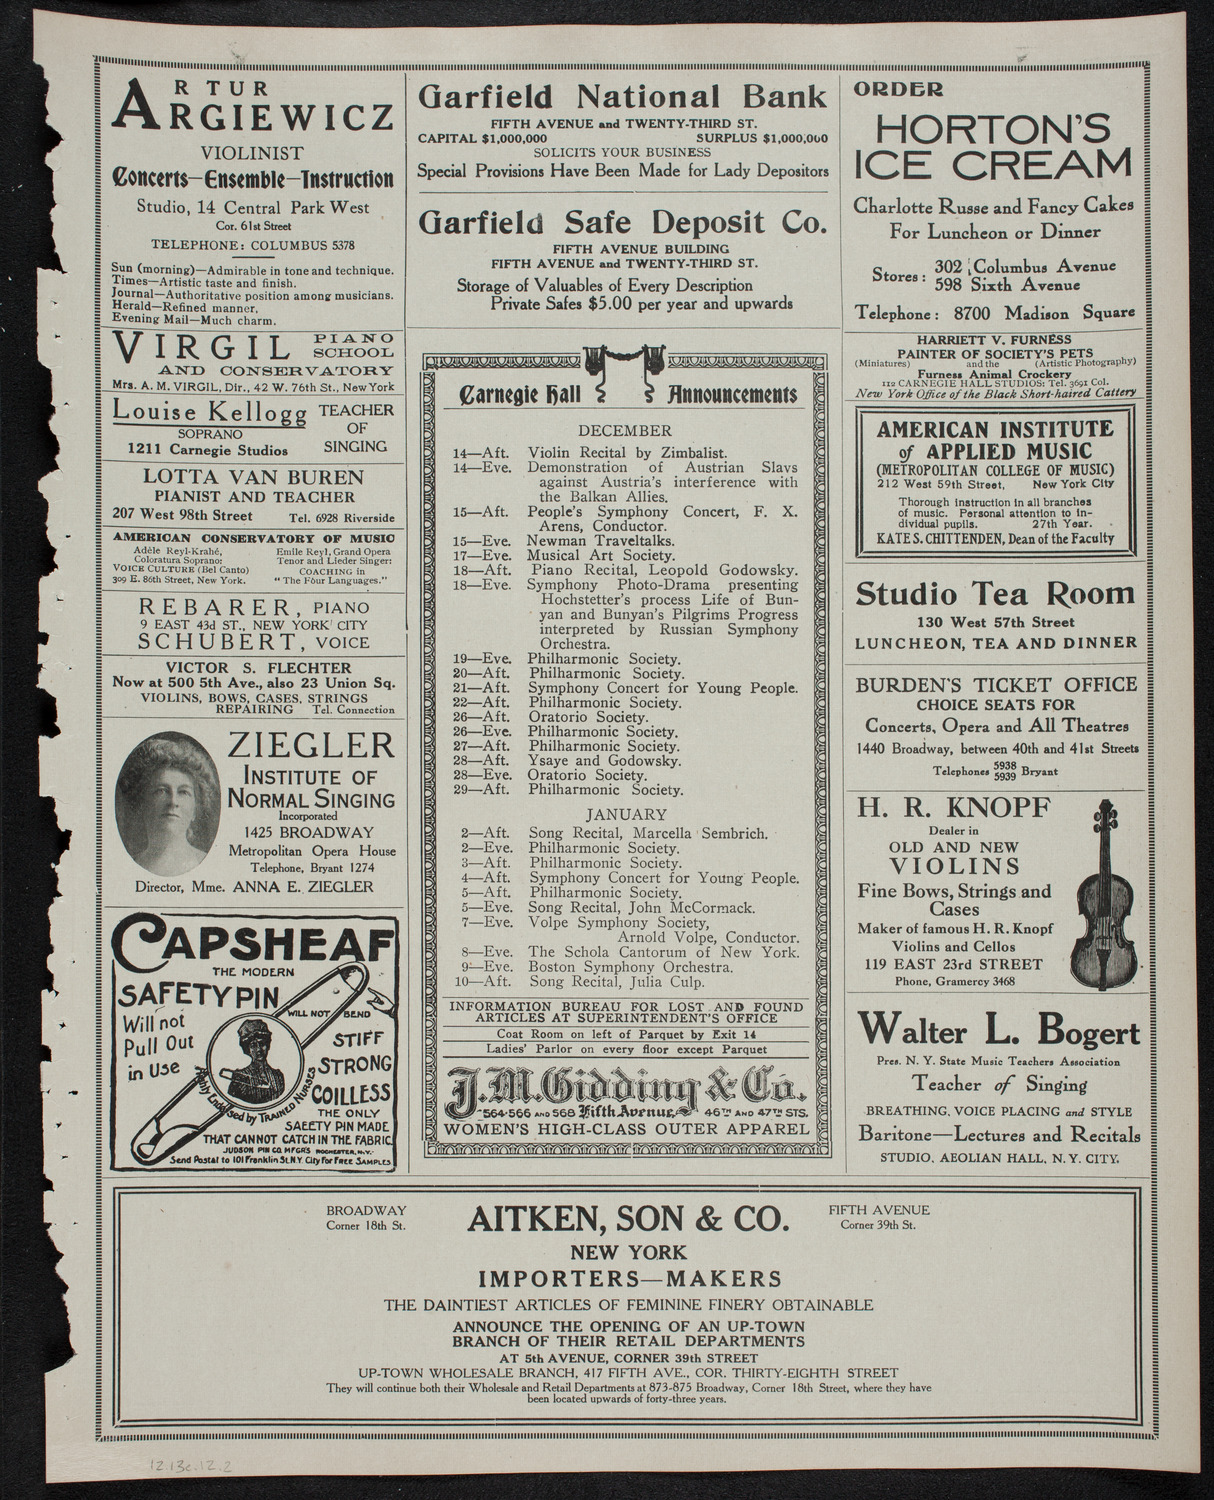 ARTUR
ARGIEWICZ
VIOLINIST
Concerts—Ensemble—Instruction
Studio, 14 Central Park West
Cor. 61st Street
TELEPHONE: COLUMBUS 5378
Sun (morning)—Admirable in tone and technique.
Times—Artistic taste and finish.
Journal—Authoritative position among musicians.
Herald—Refined manner,
Evening Mail—Much charm.
VIRGIL PIANO SCHOOL
AND CONSERVATORY
Mrs. A. M. VIRGIL, Dir., 42 W. 76th St., New York
Louise Kellogg TEACHER OF SINGING
SOPRANO
1211 Carnegie Studios
LOTTA VAN BUREN
PIANIST AND TEACHER
207 West 98th Street Tel. 6928 Riverside
AMERICAN CONSERVATORY OF MUSIC
Adèle Reyl-Krahé,
Coloratura Soprano:
VOICE CULTURE (Bel Canto)
309 E. 86th Street, New York.
Emile Reyl, Grand Opera
Tenor and Lieder Singer:
COACHING in
"The Four Languages."
REBARER, PIANO
9 EAST 43d ST., NEW YORK CITY
SCHUBERT, VOICE
VICTOR S. FLECHTER
Now at 500 5th Ave., also 23 Union Sq.
VIOLINS, BOWS, CASES, STRINGS
REPAIRING Tel. Connection
ZIEGLER
INSTITUTE OF
NORMAL SINGING
Incorporated
1425 BROADWAY
Metropolitan Opera House
Telephone, Bryant 1274
Director, Mme. ANNA E. ZIEGLER
CAPSHEAF
THE MODERN
SAFETY PIN
WILL NOT BEND
Will not
Pull Out
in Use
STIFF
STRONG
COILLESS
Highly Endorsed by TRAINED NURSES
THE ONLY
SAFETY PIN MADE
THAT CANNOT CATCH IN THE FABRIC
JUDSON PIN CO. MFGRS ROCHESTER, N.Y.
Send Postal to 101 Franklin St. N.Y. City For FREE SAMPLES
Garfield National Bank
FIFTH AVENUE and TWENTY-THIRD ST.
CAPITAL $1,000,000 SURPLUS $1,000,000
SOLICITS YOUR BUSINESS
Special Provisions Have Been Made for Lady Depositors
Garfield Safe Deposit Co.
FIFTH AVENUE BUILDING
FIFTH AVENUE and TWENTY-THIRD ST.
Storage of Valuables of Every Description
Private Safes $5.00 per year and upwards
Carnegie Hall Announcements
DECEMBER
14—Aft. Violin Recital by Zimbalist.
14—Eve. Demonstration of Austrian Slavs
against Austria's interference with
the Balkan Allies.
15—Aft. People's Symphony Concert, F. X.
Arens, Conductor.
15—Eve. Newman Traveltalks.
17—Eve. Musical Art Society.
18—Aft. Piano Recital, Leopold Godowsky.
18—Eve. Symphony Photo-Drama presenting
Hochstetter's process Life of Bun-
yan and Bunyan's Pilgrims Progress
interpreted by Russian Symphony
Orchestra.
19—Eve. Philharmonic Society.
20—Aft. Philharmonic Society.
21—Aft. Symphony Concert for Young People.
22—Aft. Philharmonic Society.
26—Aft. Oratorio Society.
26—Eve. Philharmonic Society.
27—Aft. Philharmonic Society.
28—Aft. Ysaye and Godowsky.
28—Eve. Oratorio Society.
29—Aft. Philharmonic Society.
JANUARY
2—Aft. Song Recital, Marcella Sembrich.
2—Eve. Philharmonic Society.
3—Aft. Philharmonic Society.
4—Aft. Symphony Concert for Young People.
5—Aft. Philharmonic Society.
5—Eve. Song Recital, John McCormack.
7—Eve. Volpe Symphony Society,
Arnold Volpe, Conductor.
8—Eve. The Schola Cantorum of New York.
9—Eve. Boston Symphony Orchestra.
10—Aft. Song Recital, Julia Culp.
INFORMATION BUREAU FOR LOST AND FOUND
ARTICLES AT SUPERINTENDENT'S OFFICE
Coat Room on left of Parquet by Exit 14
Ladies' Parlor on every floor except Parquet
J. M. Gidding & Co.
564-566 AND 568 Fifth Avenue 46TH AND 47TH STS.
WOMEN'S HIGH-CLASS OUTER APPAREL
ORDER
HORTON'S
ICE CREAM
Charlotte Russe and Fancy Cakes
For Luncheon or Dinner
Stores: 302 Columbus Avenue
598 Sixth Avenue
Telephone: 8700 Madison Square
HARRIETT V. FURNESS
PAINTER OF SOCIETY'S PETS
(Miniatures) and the (Artistic Photography)
Furness Animal Crockery
112 CARNEGIE HALL STUDIOS: Tel. 3691 Col.
New York Office of the Black Short-haired Cattery
AMERICAN INSTITUTE
of APPLIED MUSIC
(METROPOLITAN COLLEGE OF MUSIC)
212 West 59th Street, New York City
Thorough instruction in all branches
of music. Personal attention to in-
dividual pupils. 27th Year.
KATE S. CHITTENDEN, Dean of the Faculty
Studio Tea Room
130 West 57th Street
LUNCHEON, TEA AND DINNER
BURDEN'S TICKET OFFICE
CHOICE SEATS FOR
Concerts, Opera and All Theatres
1440 Broadway, between 40th and 41st Streets
Telephones 5938 5939 Bryant
H. R. KNOPF
Dealer in
OLD AND NEW
VIOLINS
Fine Bows, Strings and
Cases
Maker of famous H. R. Knopf
Violins and Cellos
119 EAST 23rd STREET
Phone, Gramercy 3468
Walter L. Bogert
Pres. N. Y. State Music Teachers Association
Teacher of Singing
BREATHING, VOICE PLACING and STYLE
Baritone—Lectures and Recitals
STUDIO, AEOLIAN HALL, N. Y. CITY.
BROADWAY
Corner 18th St.
AITKEN, SON & CO.
FIFTH AVENUE
Corner 39th St.
NEW YORK
IMPORTERS—MAKERS
THE DAINTIEST ARTICLES OF FEMININE FINERY OBTAINABLE
ANNOUNCE THE OPENING OF AN UP-TOWN
BRANCH OF THEIR RETAIL DEPARTMENTS
AT 5th AVENUE, CORNER 39th STREET
UP-TOWN WHOLESALE BRANCH, 417 FIFTH AVE., COR. THIRTY-EIGHTH STREET
They will continue both their Wholesale and Retail Departments at 873-875 Broadway, Corner 18th Street, where they have
been located upwards of forty-three years.
12.13e.12.2